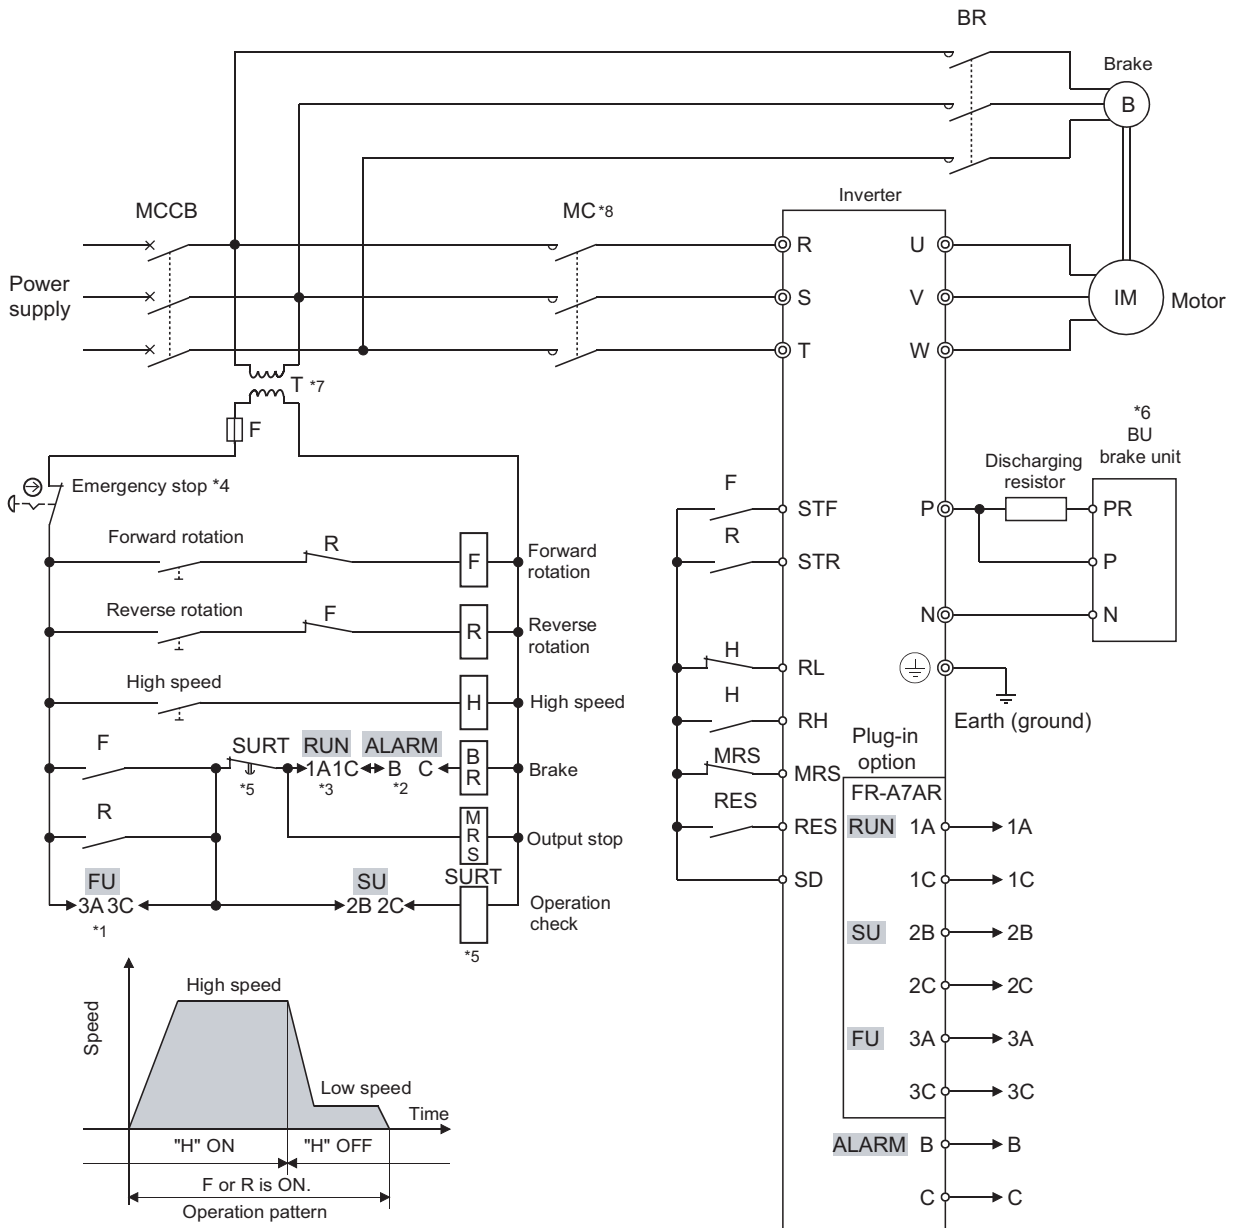 BR
Brake
B
Inverter
MCCB
MC *8
R
U
Power
supply
S
V
IM
Motor
T
W
T *7
F
*6
BU
brake unit
Discharging
resistor
Emergency stop *4
F
STF
P
PR
Forward rotation
R
F
Forward
rotation
R
STR
P
Reverse rotation
F
R
Reverse
rotation
N
N
High speed
H
High speed
H
RL
H
RH
Earth (ground)
F
SURT
RUN
ALARM
*5
1A 1C
*3
B C
*2
BR
Brake
MRS
MRS
Plug-in
option
FR-A7AR
R
MRS
Output stop
RES
RES
RUN 1A
1A
FU
3A 3C
*1
SU
2B 2C
SURT
*5
Operation
check
SD
1C
1C
SU 2B
2B
2C
2C
FU 3A
3A
3C
3C
ALARM B
B
C
C
Speed
High speed
Low speed
Time
"H" ON
"H" OFF
F or R is ON.
Operation pattern